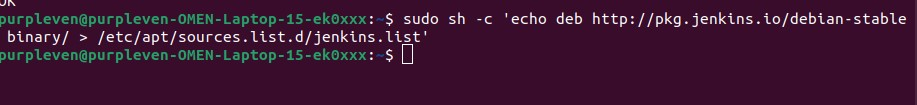 OK
purpleven@purpleven-OMEN-Laptop-15-ek0xxx:~$ sudo sh -c 'echo deb http://pkg.jenkins.io/debian-stable
binary/ > /etc/apt/sources.list.d/jenkins.list'
purpleven@purpleven-OMEN-Laptop-15-ek0xxx:~$